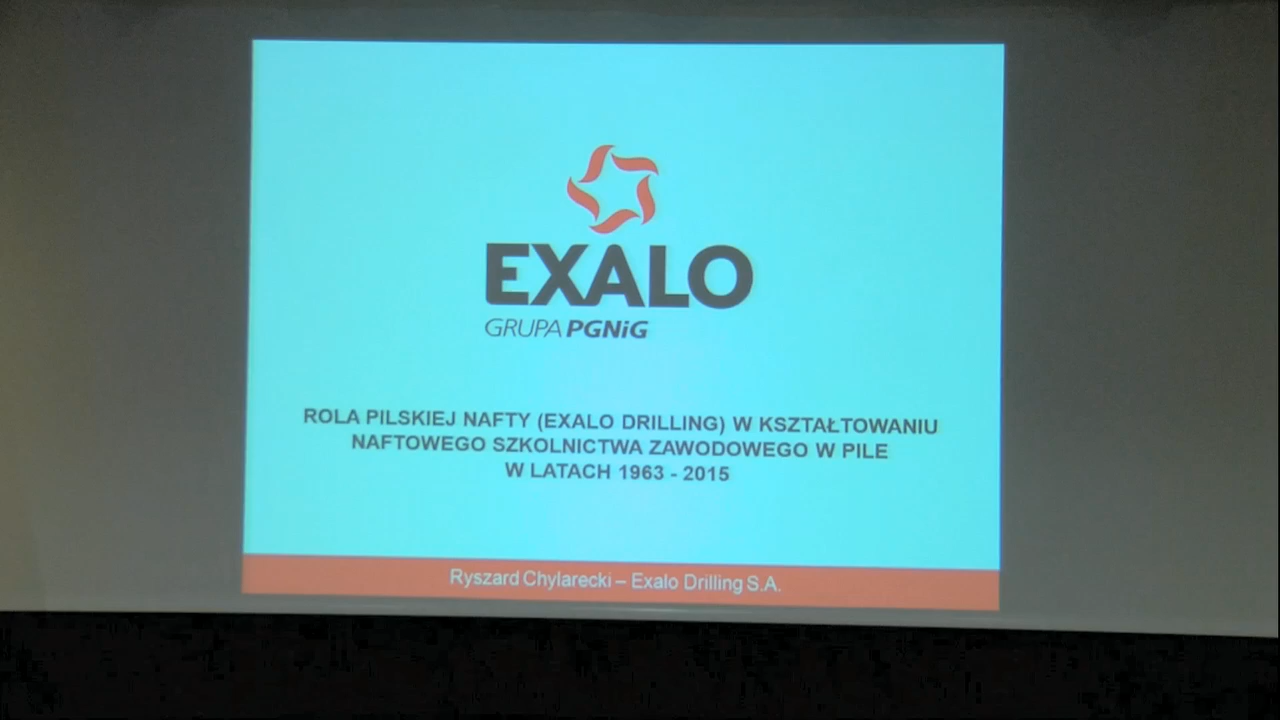 EXALO
GRUPA PGNiG
ROLA PILSKIEJ NAFTY (EXALO DRILLING) W KSZTAŁTOWANIU
NAFTOWEGO SZKOLNICTWA ZAWODOWEGO W PILE
W LATACH 1963 - 2015
Ryszard Chylarecki – Exalo Drilling S.A.